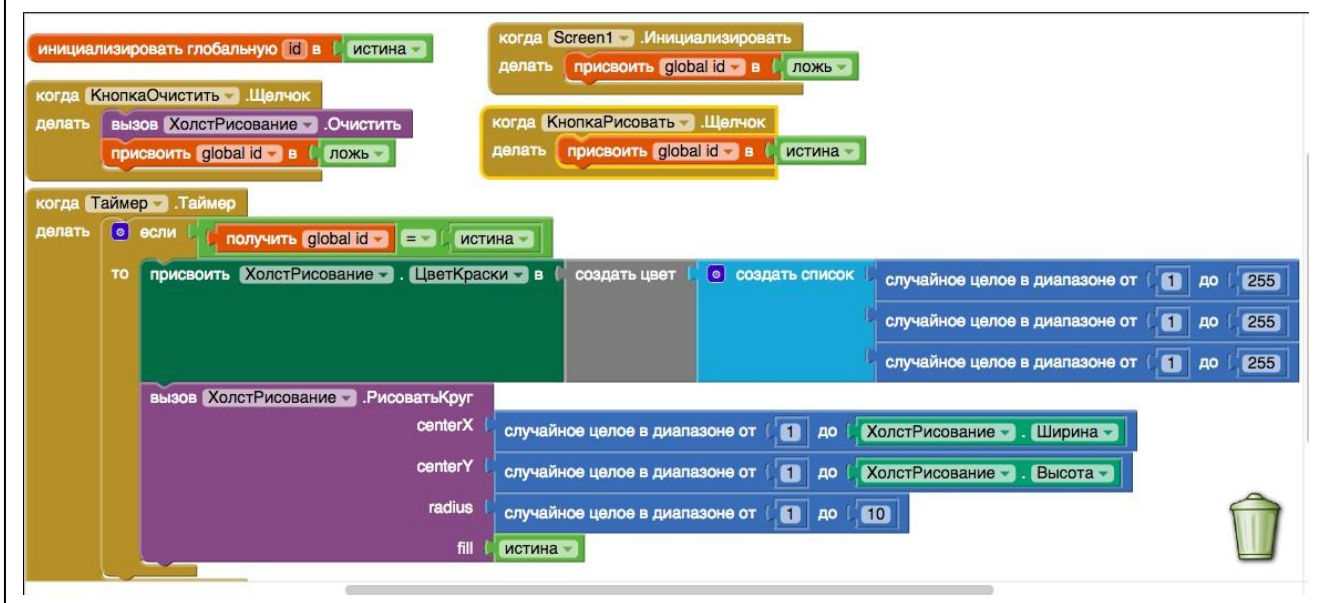 инициализировать глобальную id в истина
когда Screen1 .Инициализировать
делать присвоить global id в ложь
когда КнопкаОчистить .Щелчок
делать вызов ХолстРисование .Очистить
присвоить global id в ложь
когда КнопкаРисовать .Щелчок
делать присвоить global id в истина
когда Таймер .Таймер
делать если получить global id = истина
то присвоить ХолстРисование . ЦветКраски в создать цвет создать список случайное целое в диапазоне от 1 до 255
случайное целое в диапазоне от 1 до 255
случайное целое в диапазоне от 1 до 255
вызов ХолстРисование .РисоватьКруг
centerX случайное целое в диапазоне от 1 до ХолстРисование . Ширина
centerY случайное целое в диапазоне от 1 до ХолстРисование . Высота
radius случайное целое в диапазоне от 1 до 10
fill истина